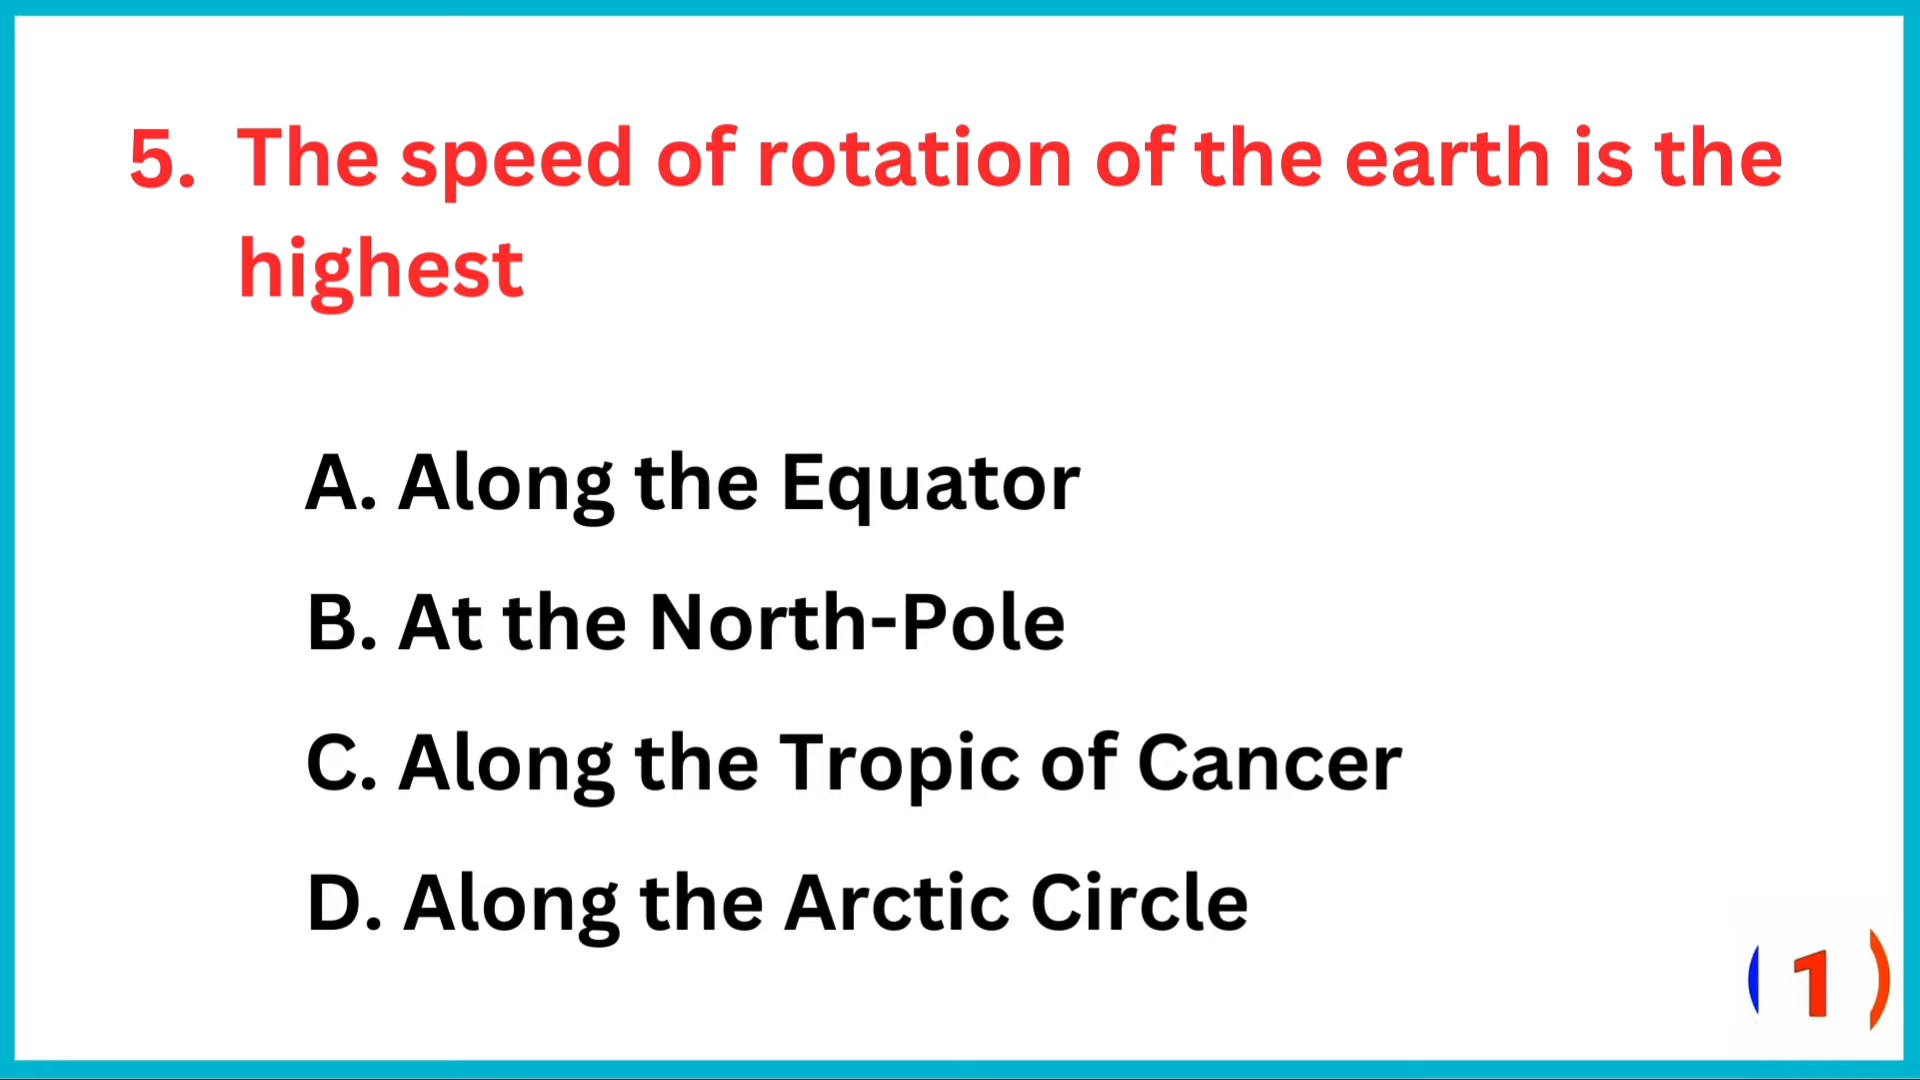 5. The speed of rotation of the earth is the
highest
A. Along the Equator
B. At the North-Pole
C. Along the Tropic of Cancer
D. Along the Arctic Circle
1